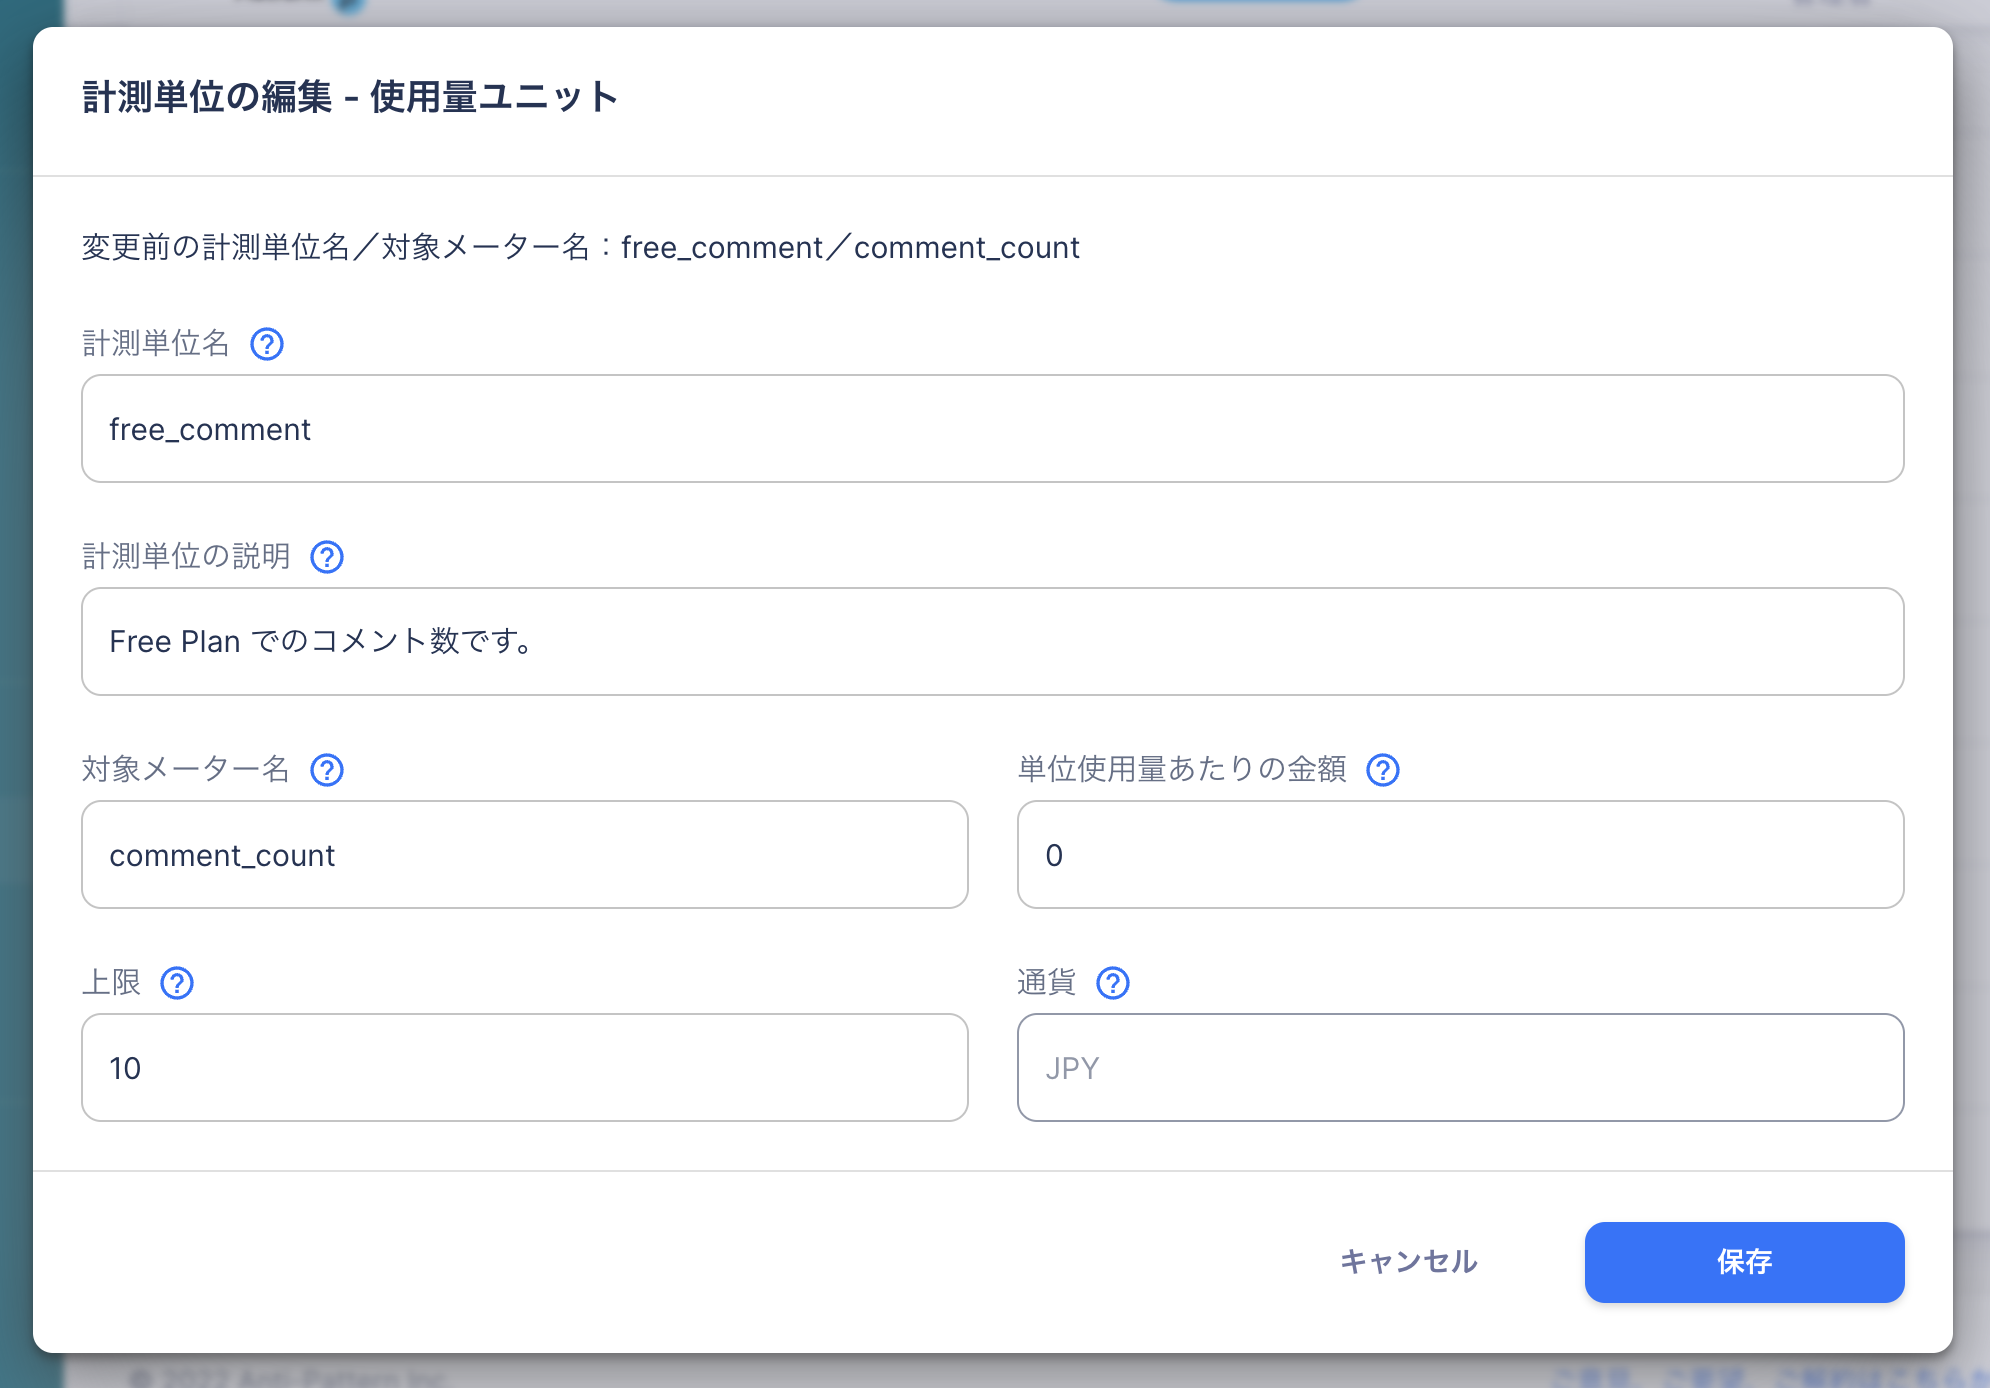 計測単位の編集 - 使用量ユニット
変更前の計測単位名／対象メーター名：free_comment／comment_count
計測単位名
free_comment
計測単位の説明
Free Plan でのコメント数です。
対象メーター名
単位使用量あたりの金額
comment_count
0
上限
通貨
10
JPY
キャンセル
保存
© 2022 Anti-Pattern Inc.